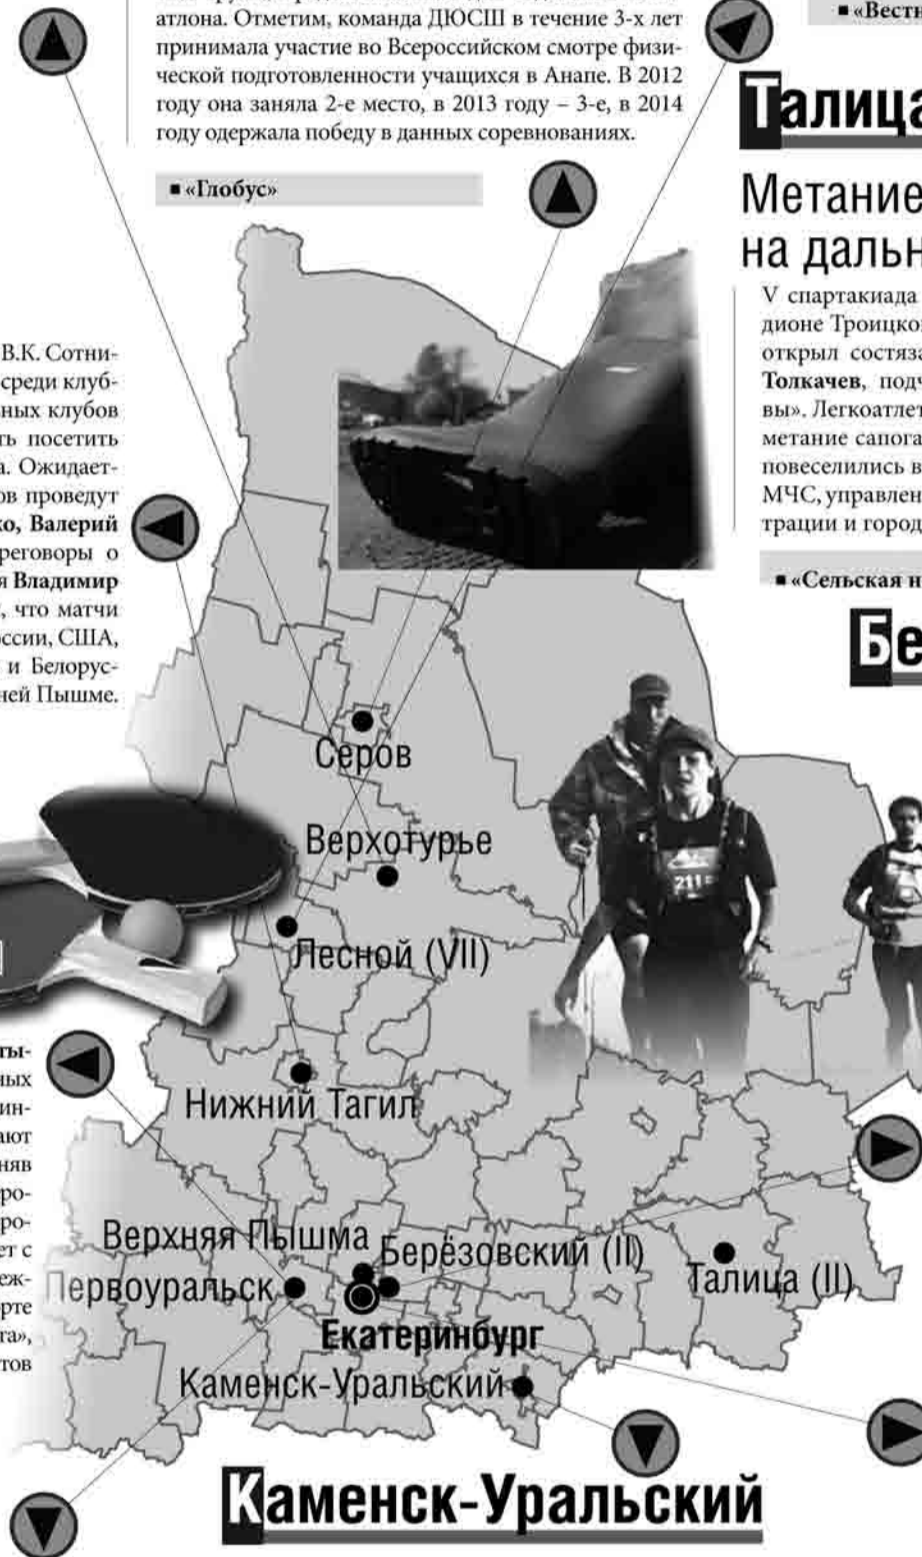 атлона. Отметим, команда ДЮСШ в течение 3-х лет
принимала участие во Всероссийском смотре физи-
ческой подготовленности учащихся в Анапе. В 2012
году она заняла 2-е место, в 2013 году – 3-е, в 2014
году одержала победу в данных соревнованиях.
■ «Глобус»
■ «Вестн
Талица
Метание
на дальн
V спартакиада
дионе Троицко
открыл состяза
Толкачев, подч
вы». Легкоатлет
метание сапога
повеселились в
МЧС, управлен
трации и город
■ «Сельская н
Бе
В.К. Сотни-
среди клуб-
ных клубов
ть посетить
а. Ожидает-
ов проведут
ко, Валерий
реговоры о
я Владимир
, что матчи
оссии, США,
и Белорус-
ней Пышме.
ты-
ных
ин-
ают
няв
ро-
ро-
ет с
еж-
орте
та»,
тов
Серов
Верхотурье
211
Лесной (VII)
Нижний Тагил
Верхняя Пышма
Берёзовский (II)
Первоуральск
Талица (II)
Екатеринбург
Каменск-Уральский
Каменск-Уральский